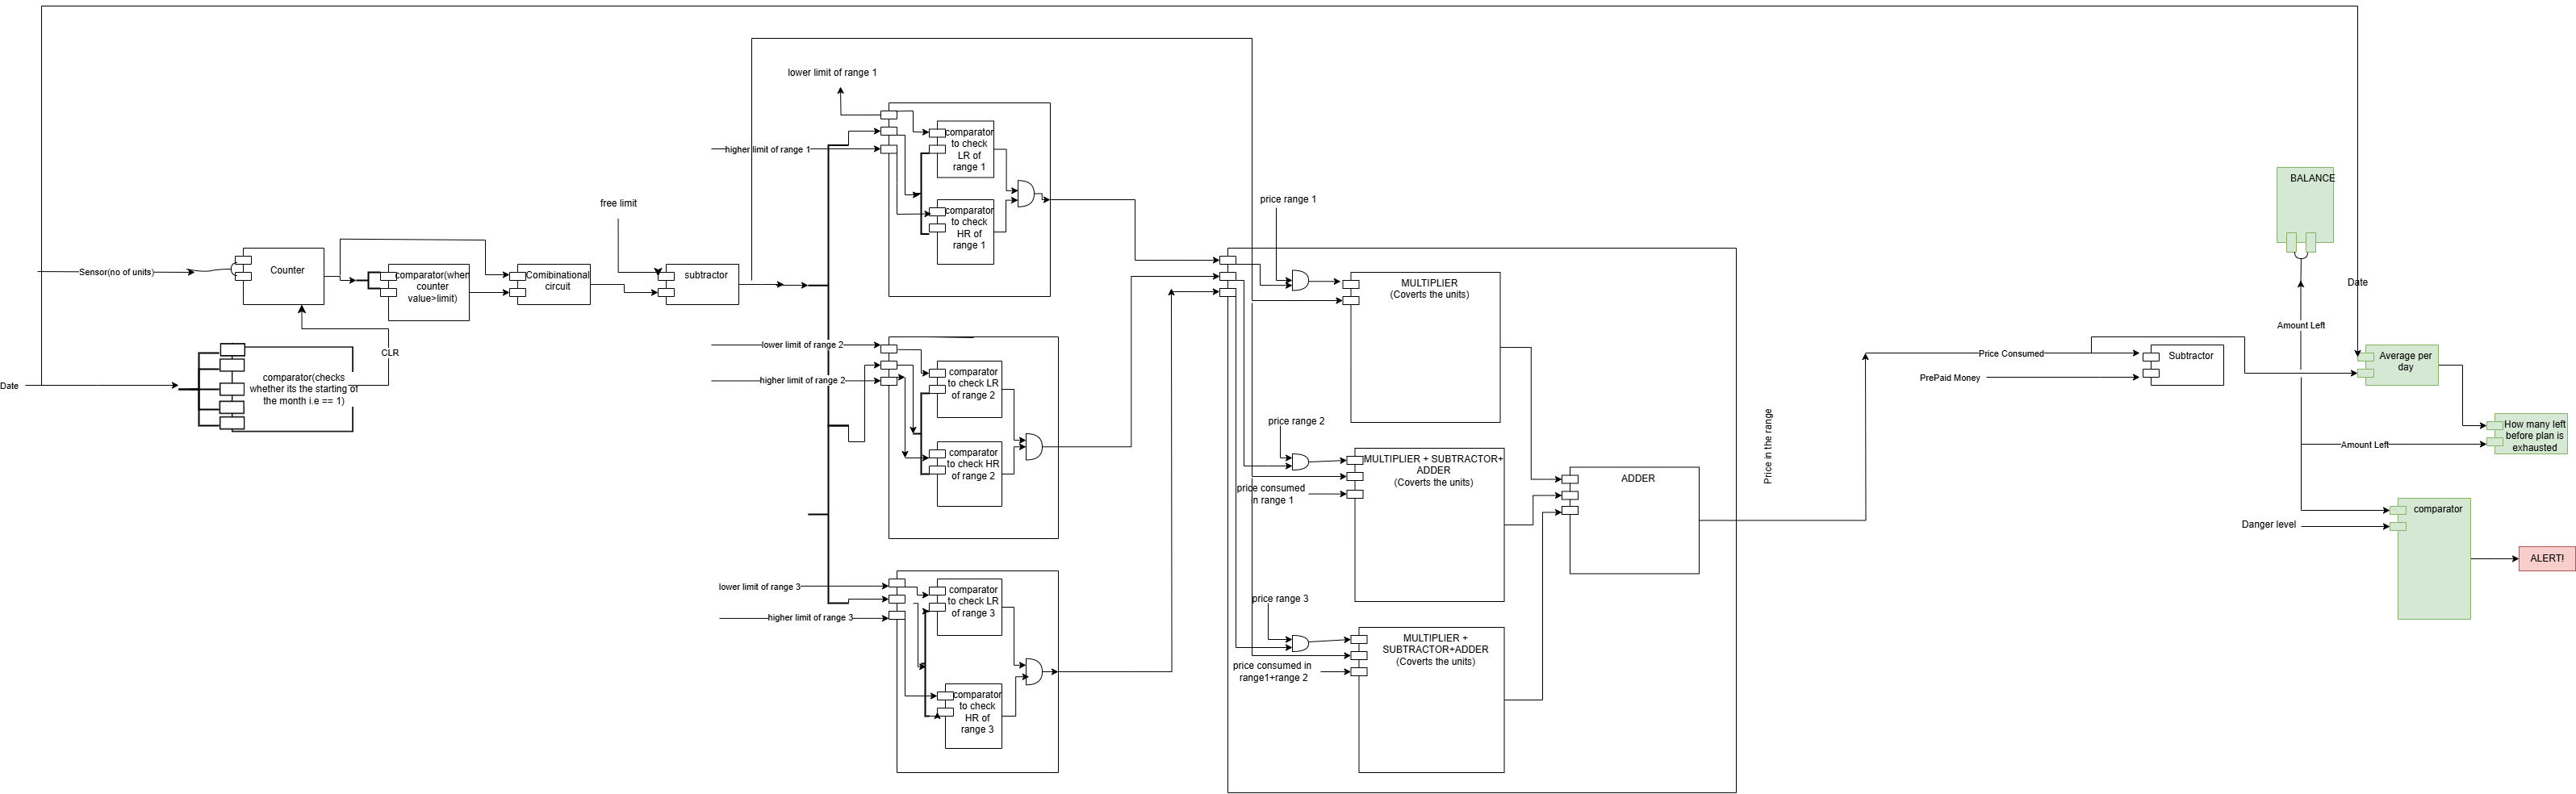 lower limit of range 1
higher limit of range 1
comparator
to check
LR of
range 1
comparator
to check
HR of
range 1
free limit
Sensor(no of units)
Counter
comparator(when
counter
value>limit)
Comibinational
circuit
subtractor
CLR
Date
comparator(checks
whether its the starting of
the month i.e == 1)
lower limit of range 2
higher limit of range 2
comparator
to check LR
of range 2
comparator
to check HR
of range 2
lower limit of range 3
higher limit of range 3
comparator
to check LR
of range 3
comparator
to check
HR of
range 3
price range 1
MULTIPLIER
(Coverts the units)
price range 2
MULTIPLIER + SUBTRACTOR+
ADDER
(Coverts the units)
price consumed
in range 1
price range 3
MULTIPLIER +
SUBTRACTOR+ADDER
(Coverts the units)
price consumed in
range1+range 2
ADDER
Price in the range
Price Consumed
PrePaid Money
Subtractor
BALANCE
Date
Amount Left
Average per
day
How many left
before plan is
exhausted
Amount Left
Danger level
comparator
ALERT!